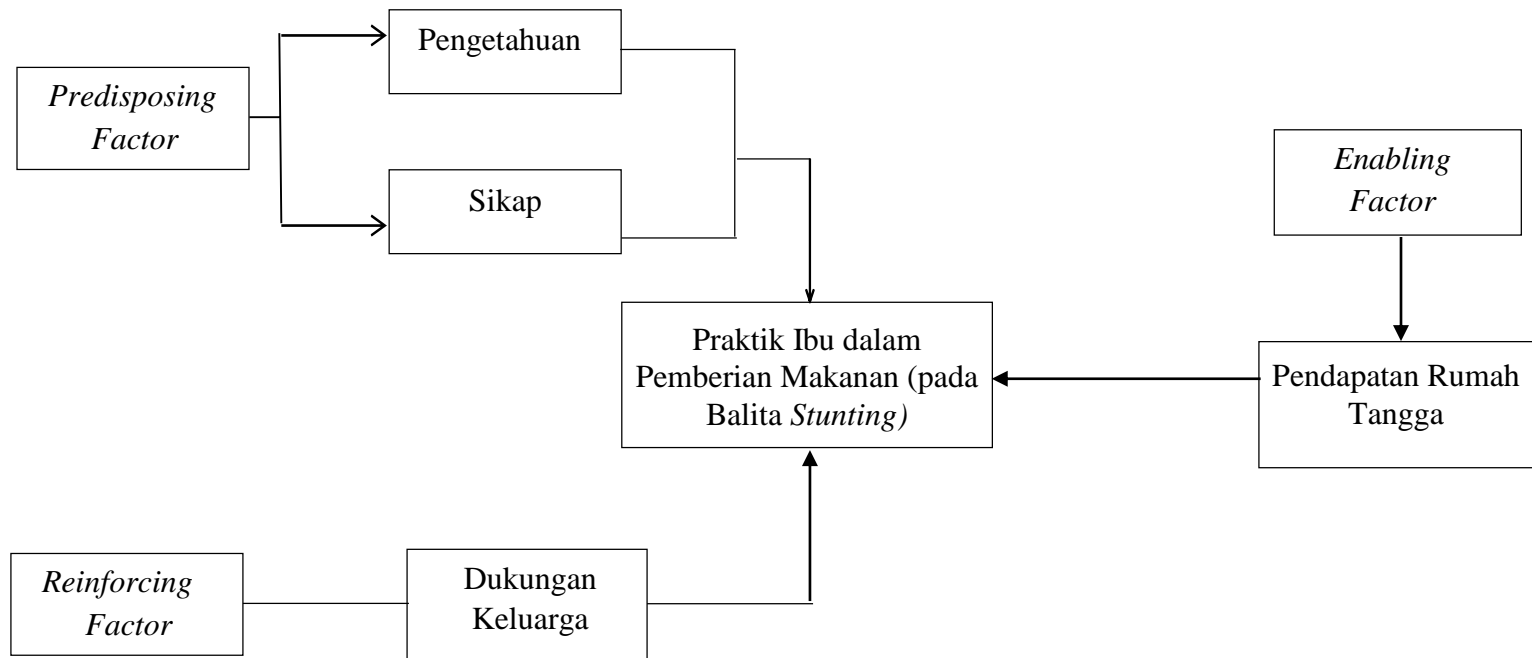 Pengetahuan
Predisposing
Factor
Sikap
Enabling
Factor
Praktik Ibu dalam
Pemberian Makanan (pada
Balita Stunting)
Pendapatan Rumah
Tangga
Reinforcing
Factor
Dukungan
Keluarga